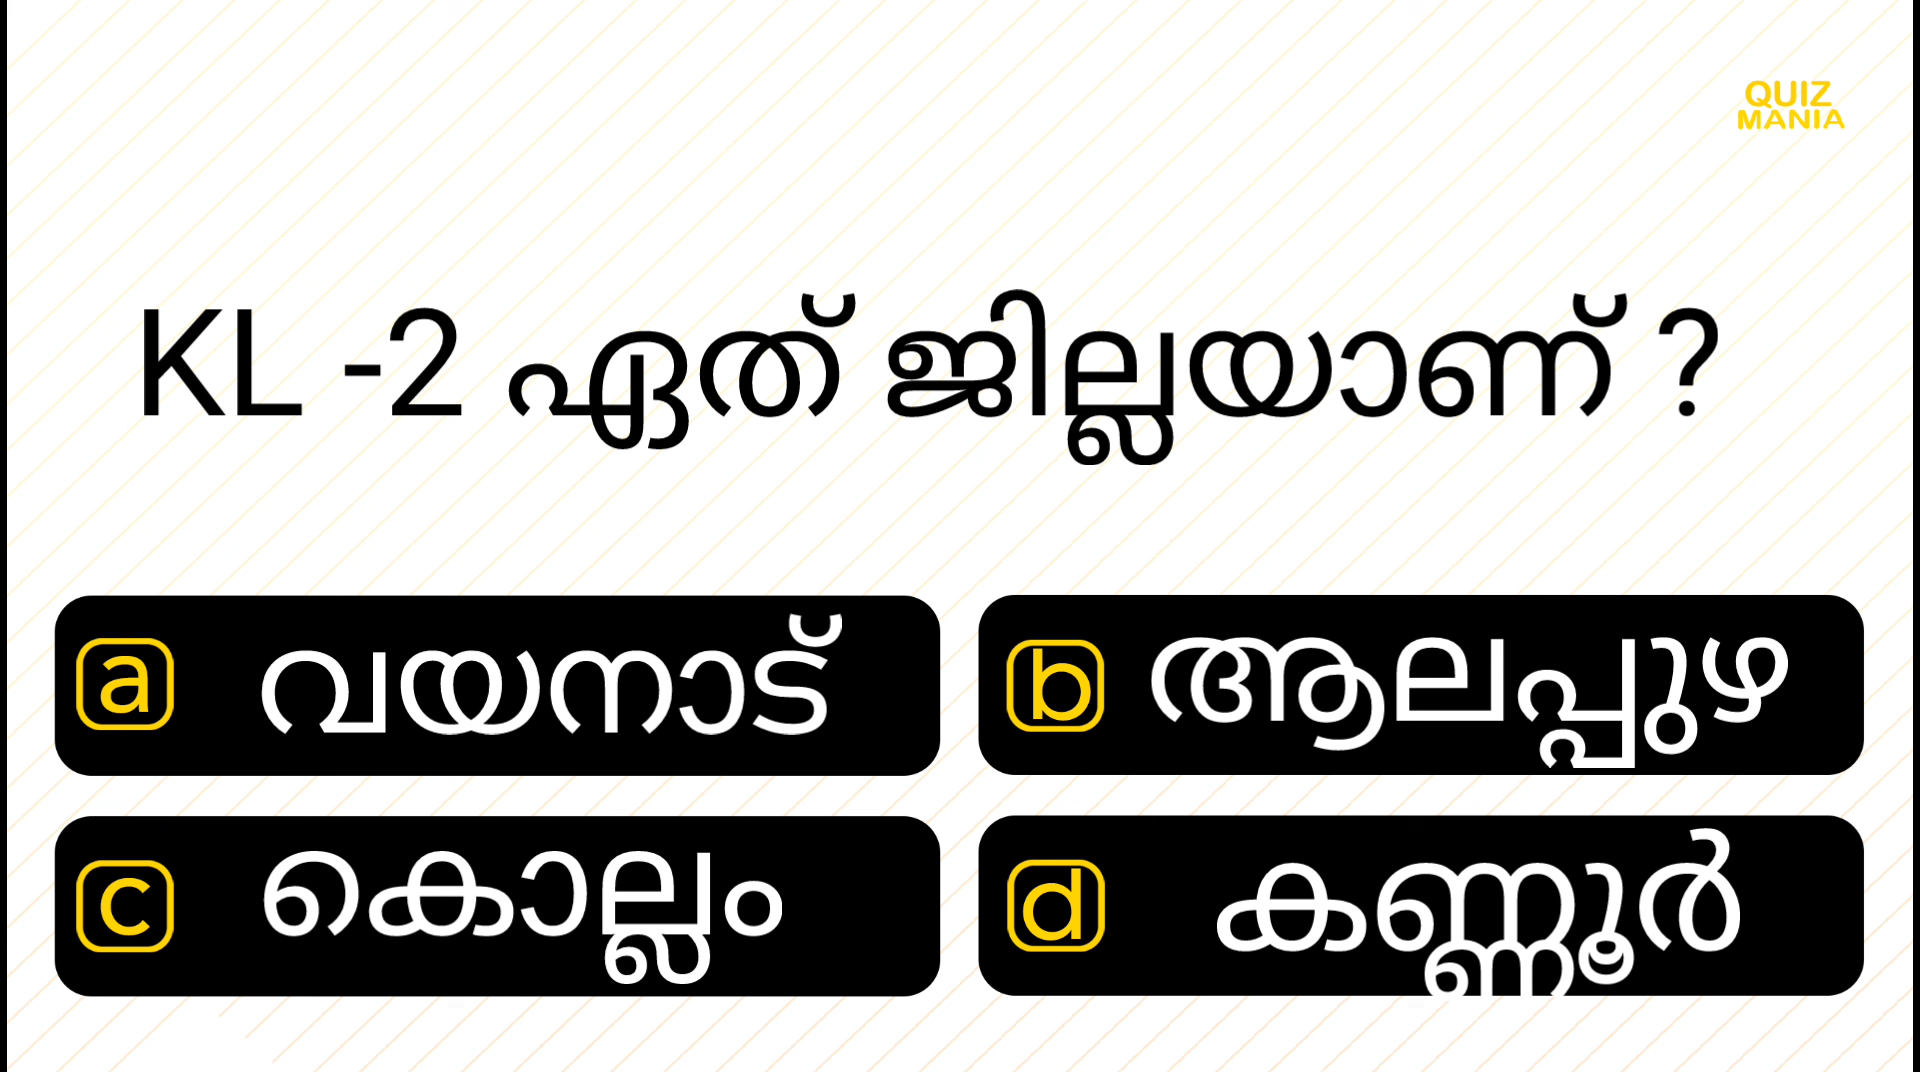 QUIZ
MANIA
KL -2 ഏത് ജില്ലയാണ് ?
a വയനാട്
b ആലപ്പുഴ
c കൊല്ലം
d കണ്ണൂർ